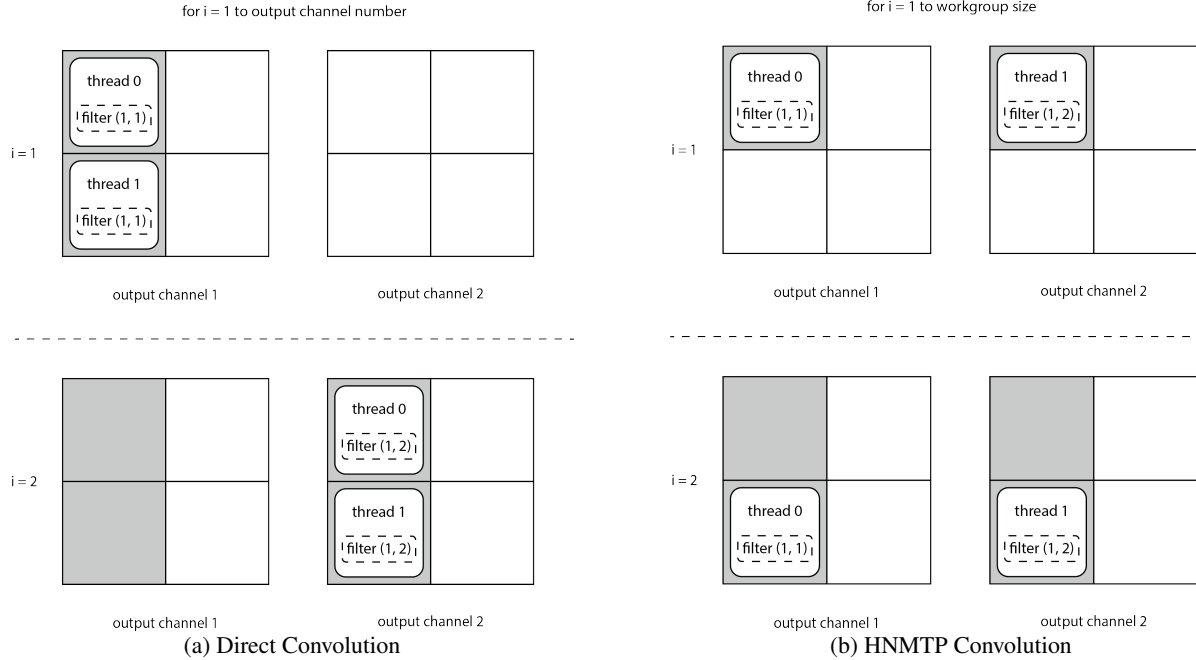 for i = 1 to output channel number
thread 0
filter (1, 1)
i = 1
thread 1
filter (1, 1)
output channel 1
output channel 2
i = 2
thread 0
filter (1, 2)
thread 1
filter (1, 2)
output channel 1
output channel 2
(a) Direct Convolution
for i = 1 to workgroup size
thread 0
filter (1, 1)
thread 1
filter (1, 2)
i = 1
output channel 1
output channel 2
i = 2
thread 0
filter (1, 1)
thread 1
filter (1, 2)
output channel 1
output channel 2
(b) HNMTP Convolution